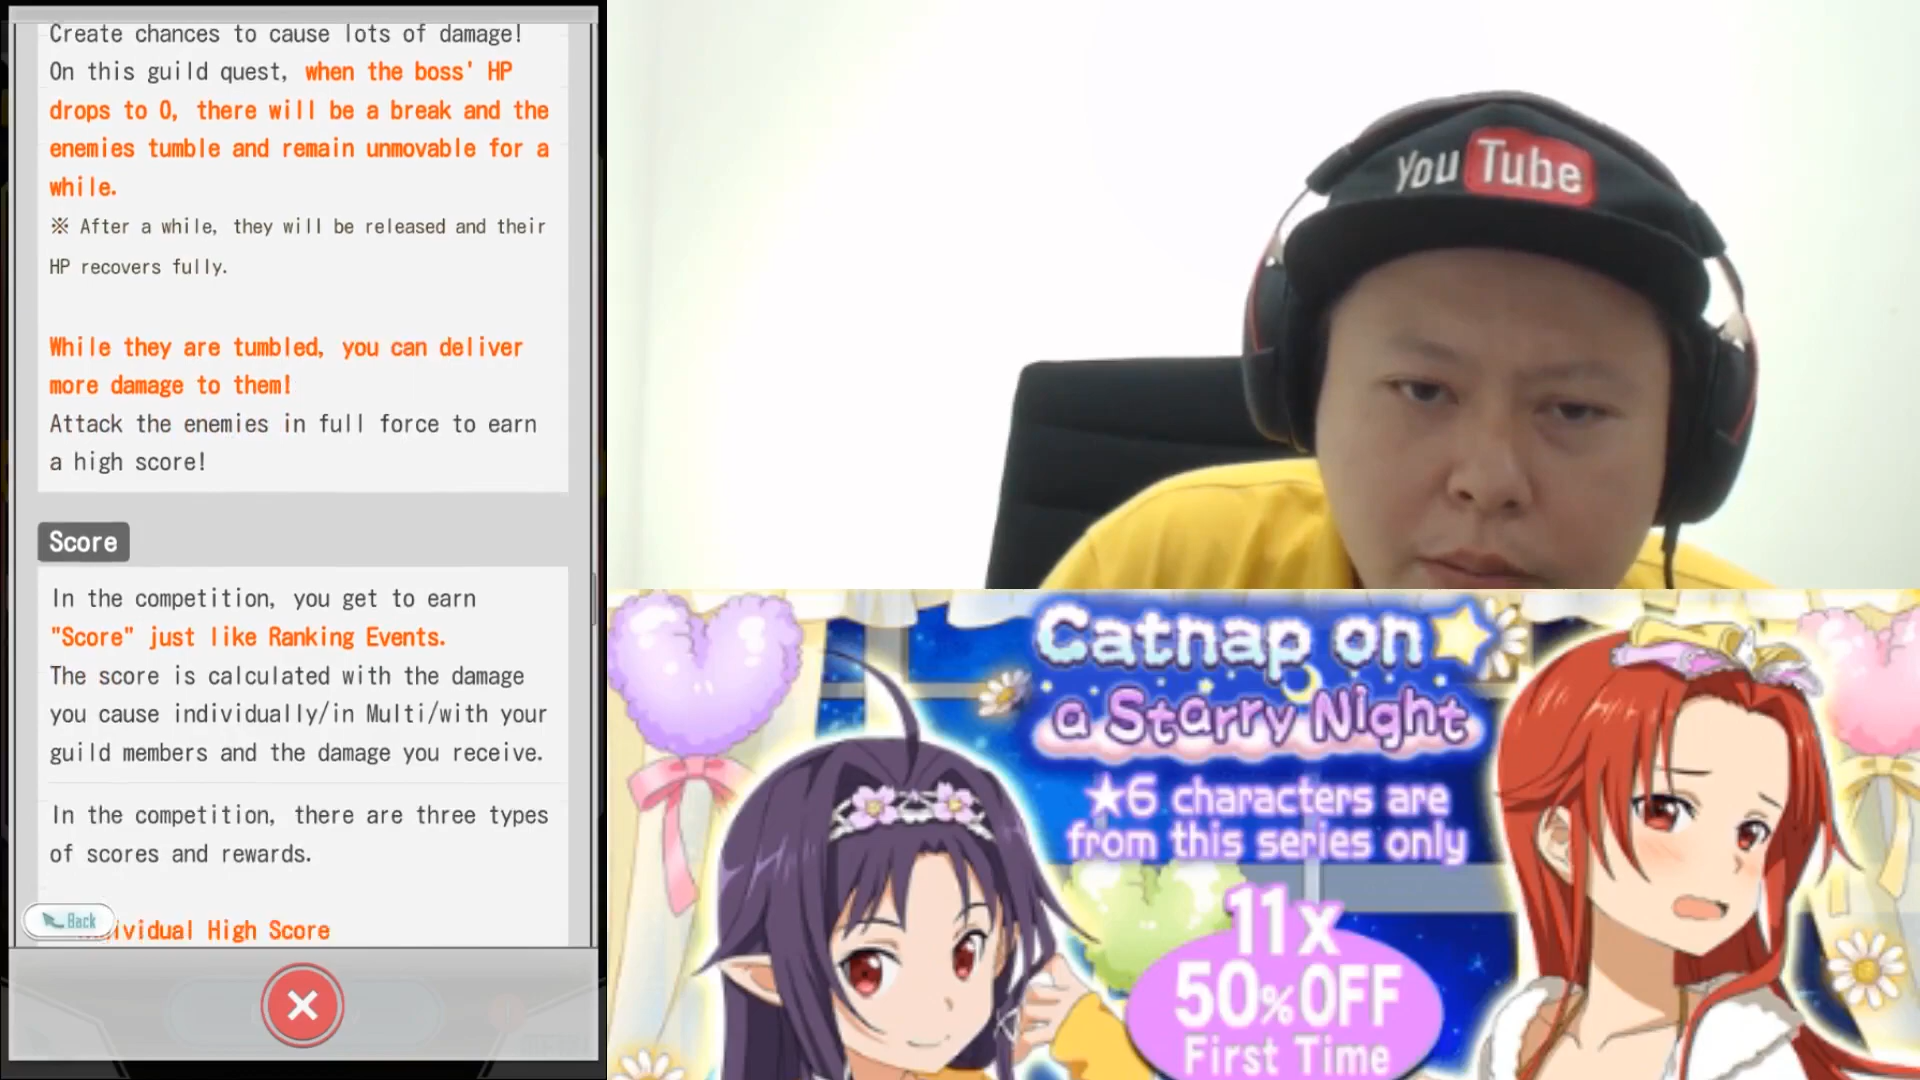 Create chances to cause lots of damage!
On this guild quest, when the boss' HP
drops to 0, there will be a break and the
enemies tumble and remain unmovable for a
while.
※ After a while, they will be released and their
HP recovers fully.
While they are tumbled, you can deliver
more damage to them!
Attack the enemies in full force to earn
a high score!
Score
In the competition, you get to earn
"Score" just like Ranking Events.
The score is calculated with the damage
you cause individually/in Multi/with your
guild members and the damage you receive.
In the competition, there are three types
of scores and rewards.
Back
High Score
YouTube
Catnap on
a Starry Night
★6 characters are
from this series only
11x
50%OFF
First Time